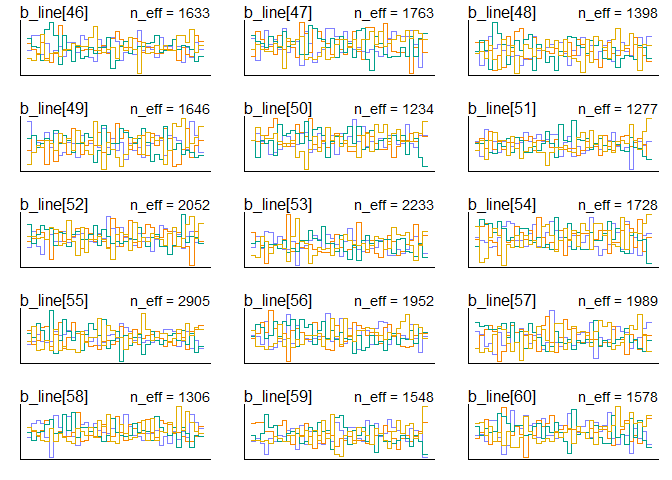 b_line[46] n_eff = 1633 b_line[47] n_eff = 1763 b_line[48] n_eff = 1398
b_line[49] n_eff = 1646 b_line[50] n_eff = 1234 b_line[51] n_eff = 1277
b_line[52] n_eff = 2052 b_line[53] n_eff = 2233 b_line[54] n_eff = 1728
b_line[55] n_eff = 2905 b_line[56] n_eff = 1952 b_line[57] n_eff = 1989
b_line[58] n_eff = 1306 b_line[59] n_eff = 1548 b_line[60] n_eff = 1578